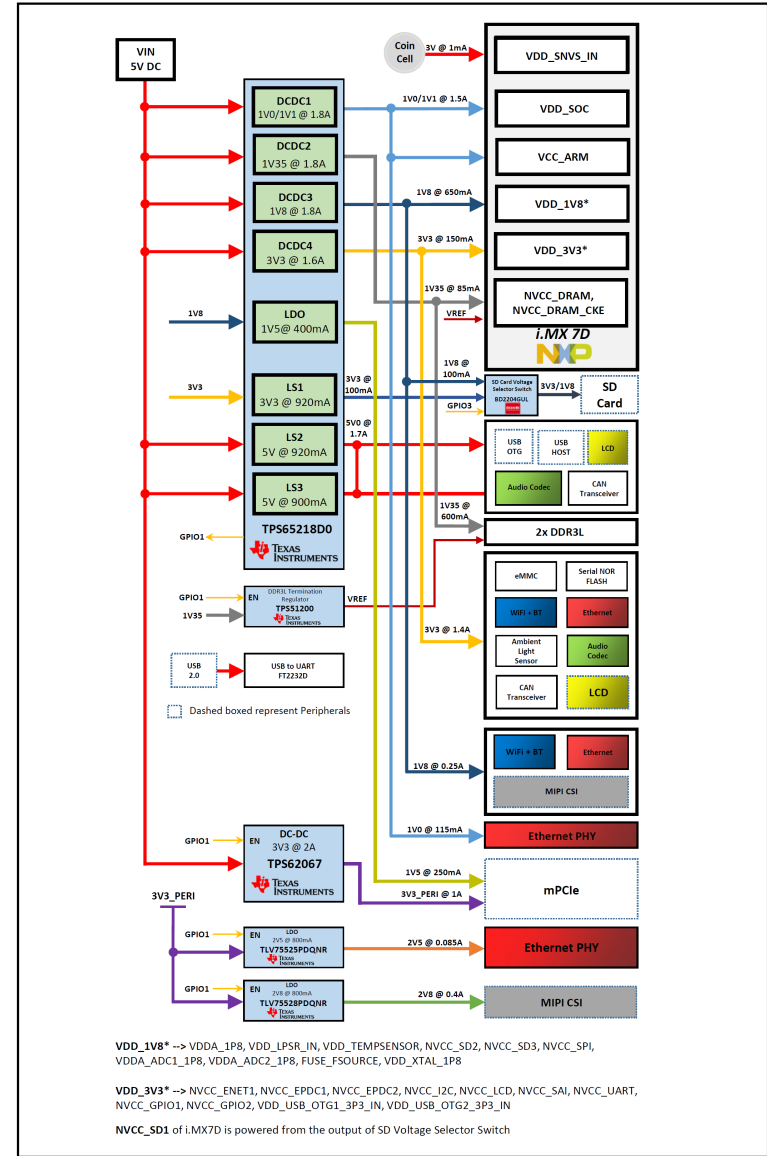 VIN
5V DC
Coin
Cell
3V @ 1mA
VDD_SNVS_IN
DCDC1
1V0/1V1 @ 1.8A
1V0/1V1 @ 1.5A
VDD_SOC
DCDC2
1V35 @ 1.8A
VCC_ARM
DCDC3
1V8 @ 1.8A
1V8 @ 650mA
VDD_1V8*
DCDC4
3V3 @ 1.6A
3V3 @ 150mA
VDD_3V3*
1V35 @ 85mA
VREF
NVCC_DRAM,
NVCC_DRAM_CKE
i.MX 7D
NXP
1V8
LDO
1V5@ 400mA
3V3
LS1
3V3 @ 920mA
3V3 @
100mA
1V8 @
100mA
GPIO3
SD Card Voltage
Selector Switch
BD2204GUL
3V3/1V8
SD
Card
LS2
5V @ 920mA
5V0 @
1.7A
LS3
5V @ 900mA
USB
OTG
USB
HOST
LCD
Audio Codec
CAN
Transceiver
GPIO1
TPS65218D0
TEXAS
INSTRUMENTS
1V35 @
600mA
2x DDR3L
GPIO1
1V35
EN
DDR3L Termination
Regulator
TPS51200
TEXAS
INSTRUMENTS
VREF
eMMC
Serial NOR
FLASH
WiFi + BT
Ethernet
3V3 @ 1.4A
Ambient
Light
Sensor
Audio
Codec
CAN
Transceiver
LCD
USB
2.0
USB to UART
FT2232D
Dashed boxed represent Peripherals
WiFi + BT
Ethernet
1V8 @ 0.25A
MIPI CSI
1V0 @ 115mA
Ethernet PHY
GPIO1
EN
DC-DC
3V3 @ 2A
TPS62067
TEXAS
INSTRUMENTS
1V5 @ 250mA
3V3_PERI @ 1A
mPCIe
3V3_PERI
GPIO1
EN
LDO
2V5 @ 800mA
TLV75525PDQNR
TEXAS
INSTRUMENTS
2V5 @ 0.085A
Ethernet PHY
GPIO1
EN
LDO
2V8 @ 800mA
TLV75528PDQNR
TEXAS
INSTRUMENTS
2V8 @ 0.4A
MIPI CSI
VDD_1V8* --> VDDA_1P8, VDD_LPSR_IN, VDD_TEMPSENSOR, NVCC_SD2, NVCC_SD3, NVCC_SPI,
VDDA_ADC1_1P8, VDDA_ADC2_1P8, FUSE_FSOURCE, VDD_XTAL_1P8
VDD_3V3* --> NVCC_ENET1, NVCC_EPDC1, NVCC_EPDC2, NVCC_I2C, NVCC_LCD, NVCC_SAI, NVCC_UART,
NVCC_GPIO1, NVCC_GPIO2, VDD_USB_OTG1_3P3_IN, VDD_USB_OTG2_3P3_IN
NVCC_SD1 of i.MX7D is powered from the output of SD Voltage Selector Switch